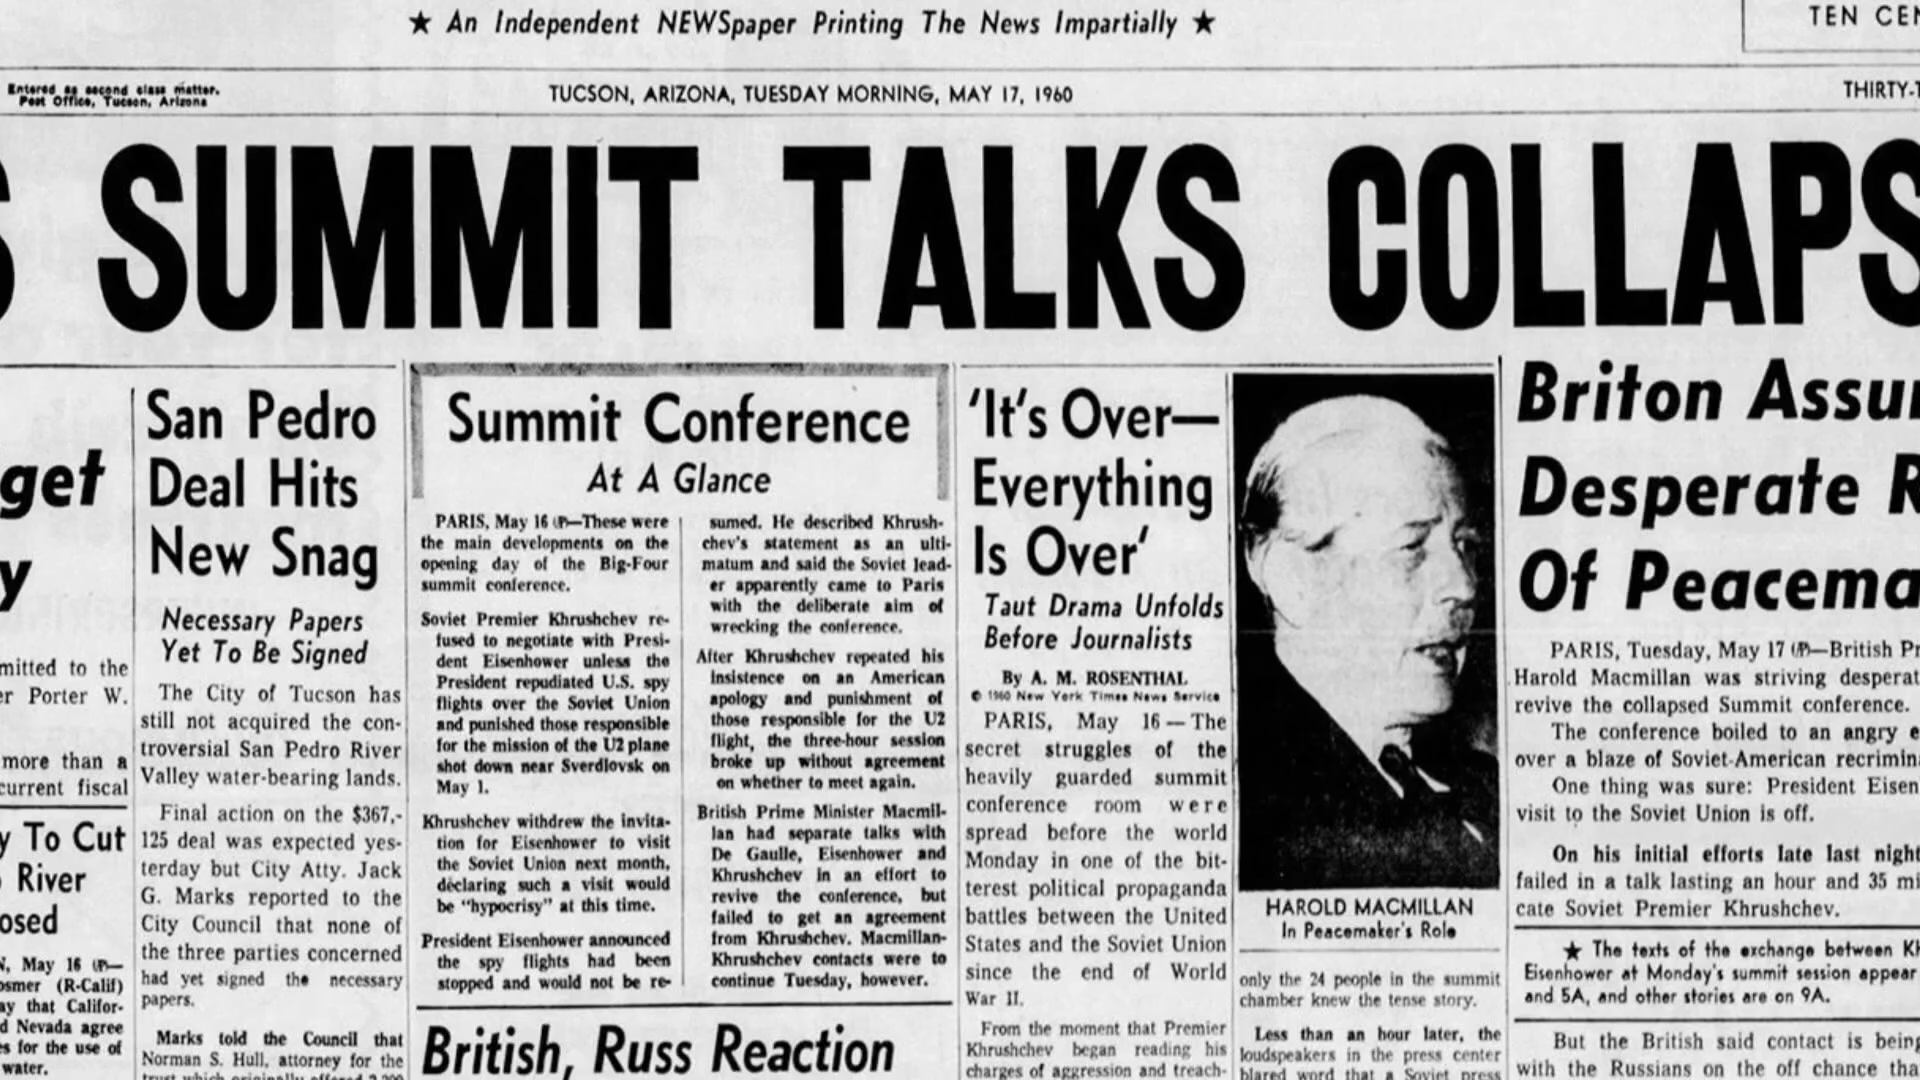 ★ An Independent NEWSpaper Printing The News Impartially ★
TEN CEN
Entered as second class matter.
Post Office, Tucson, Arizona
TUCSON, ARIZONA, TUESDAY MORNING, MAY 17, 1960
THIRTY-T
S SUMMIT TALKS COLLAPS
get
y
mitted to the
er Porter W.
more than a
current fiscal
y To Cut
River
osed
N, May 16 (AP)—
osmer (R-Calif)
ay that Califor-
d Nevada agree
es for the use of
water.
San Pedro
Deal Hits
New Snag
Necessary Papers
Yet To Be Signed
The City of Tucson has
still not acquired the con-
troversial San Pedro River
Valley water-bearing lands.
Final action on the $367,-
125 deal was expected yes-
terday but City Atty. Jack
G. Marks reported to the
City Council that none of
the three parties concerned
had yet signed the necessary
papers.
Marks told the Council that
Norman S. Hull, attorney for the
trust which originally offered
Summit Conference
At A Glance
PARIS, May 16 (AP)—These were
the main developments on the
opening day of the Big-Four
summit conference.
Soviet Premier Khrushchev re-
fused to negotiate with Presi-
dent Eisenhower unless the
President repudiated U.S. spy
flights over the Soviet Union
and punished those responsible
for the mission of the U2 plane
shot down near Sverdlovsk on
May 1.
Khrushchev withdrew the invita-
tion for Eisenhower to visit
the Soviet Union next month,
declaring such a visit would
be "hypocrisy" at this time.
President Eisenhower announced
the spy flights had been
stopped and would not be re-
sumed. He described Khrush-
chev's statement as an ulti-
matum and said the Soviet lead-
er apparently came to Paris
with the deliberate aim of
wrecking the conference.
After Khrushchev repeated his
insistence on an American
apology and punishment of
those responsible for the U2
flight, the three-hour session
broke up without agreement
on whether to meet again.
British Prime Minister Macmil-
lan had separate talks with
De Gaulle, Eisenhower and
Khrushchev in an effort to
revive the conference, but
failed to get an agreement
from Khrushchev. Macmillan-
Khrushchev contacts were to
continue Tuesday, however.
British, Russ Reaction
'It's Over—
Everything
Is Over'
Taut Drama Unfolds
Before Journalists
By A. M. ROSENTHAL
© 1960 New York Times News Service
PARIS, May 16 — The
secret struggles of the
heavily guarded summit
conference room were
spread before the world
Monday in one of the bit-
terest political propaganda
battles between the United
States and the Soviet Union
since the end of World
War II.
From the moment that Premier
Khrushchev began reading his
charges of aggression and treach-
HAROLD MACMILLAN
In Peacemaker's Role
only the 24 people in the summit
chamber knew the tense story.
Less than an hour later, the
loudspeakers in the press center
blared word that a Soviet press
Briton Assu
Desperate R
Of Peacema
PARIS, Tuesday, May 17 (AP)—British Pr
Harold Macmillan was striving desperat
revive the collapsed Summit conference.
The conference boiled to an angry e
over a blaze of Soviet-American recrimin
One thing was sure: President Eisen
visit to the Soviet Union is off.
On his initial efforts late last night
failed in a talk lasting an hour and 35 mi
cate Soviet Premier Khrushchev.
★ The texts of the exchange between Kh
Eisenhower at Monday's summit session appear
and 5A, and other stories are on 9A.
But the British said contact is being
with the Russians on the off chance tha